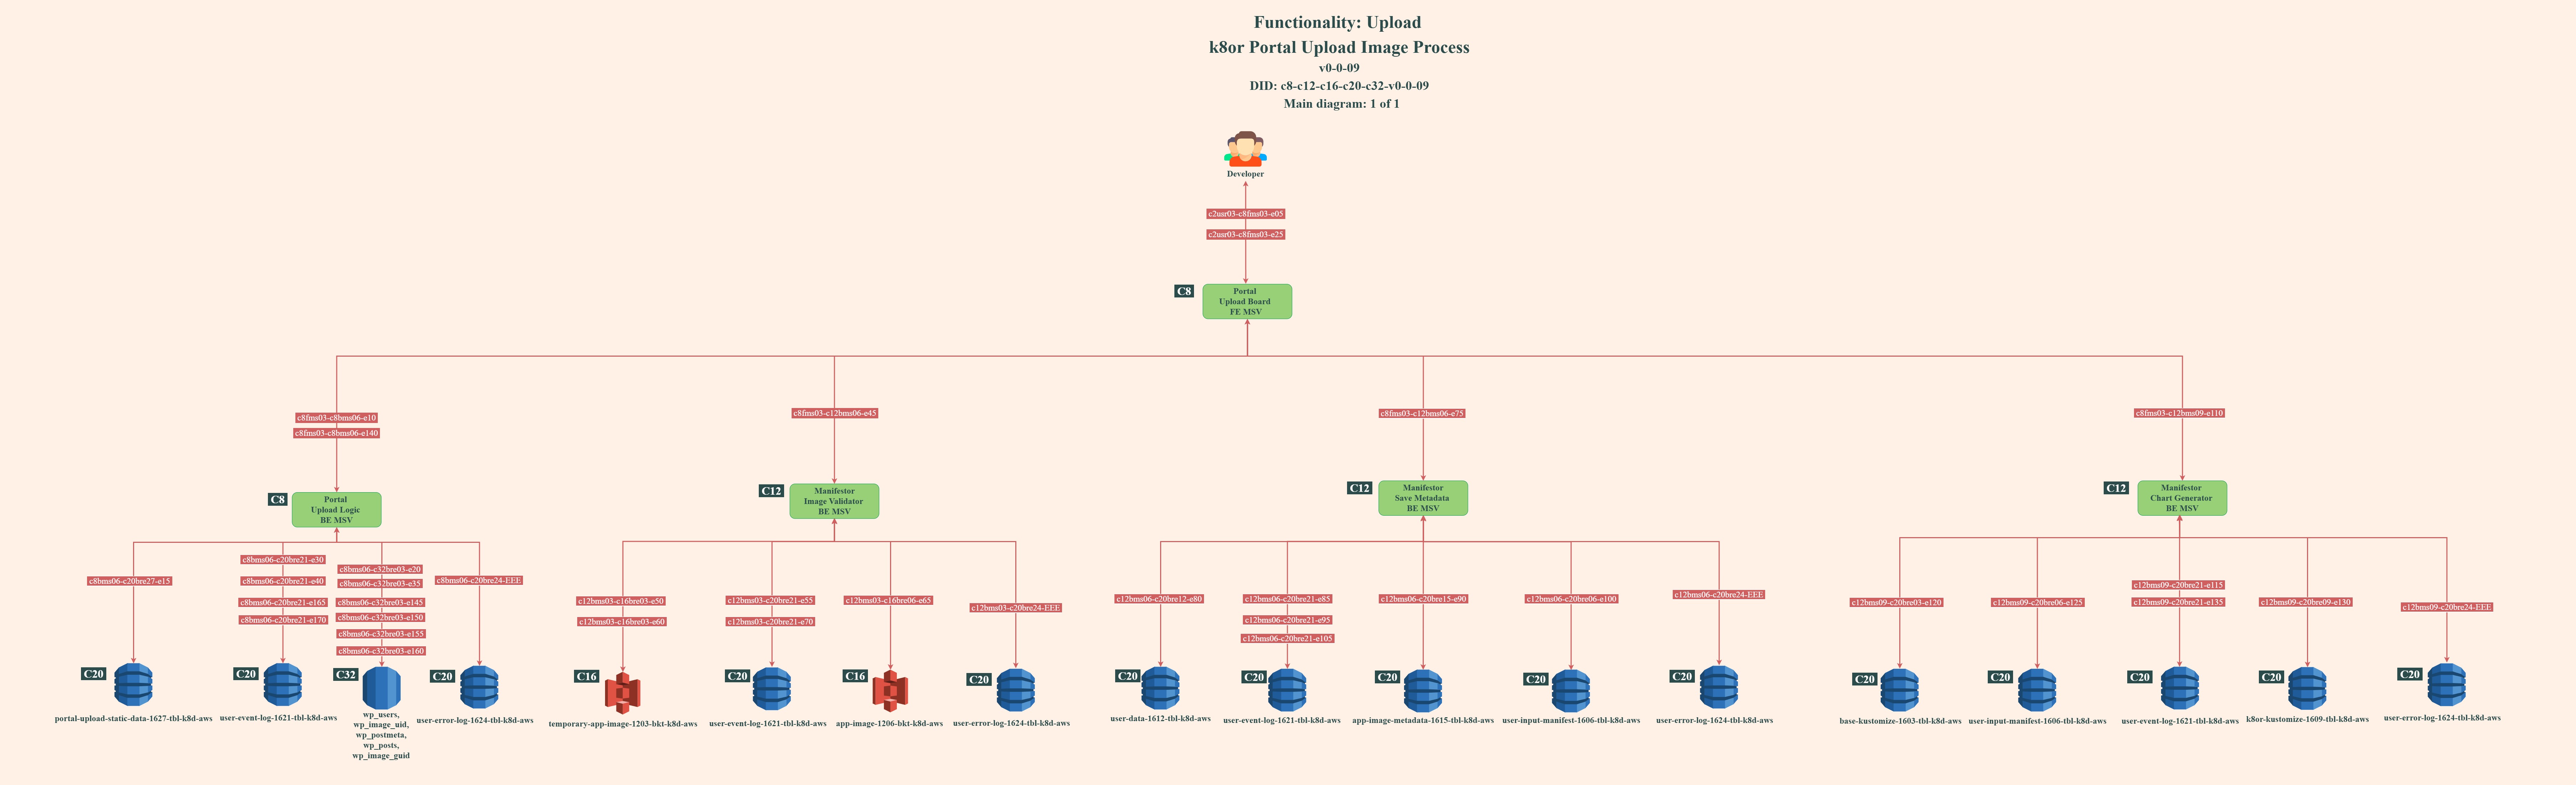 Functionality: Upload
k8or Portal Upload Image Process
v0-0-09
DID: c8-c12-c16-c20-c32-v0-0-09
Main diagram: 1 of 1
Developer
c2usr03-c8fms03-e05
c2usr03-c8fms03-e25
C8
Portal
Upload Board
FE MSV
c8fms03-c8bms06-e10
c8fms03-c8bms06-e140
c8fms03-c12bms06-e45
c8fms03-c12bms06-e75
c8fms03-c12bms09-e110
C8
Portal
Upload Logic
BE MSV
C12
Manifestor
Image Validator
BE MSV
C12
Manifestor
Save Metadata
BE MSV
C12
Manifestor
Chart Generator
BE MSV
c8bms06-c20bre27-e15
c8bms06-c20bre21-e30
c8bms06-c20bre21-e40
c8bms06-c20bre21-e165
c8bms06-c20bre21-e170
c8bms06-c32bre03-e20
c8bms06-c32bre03-e35
c8bms06-c32bre03-e145
c8bms06-c32bre03-e150
c8bms06-c32bre03-e155
c8bms06-c32bre03-e160
c8bms06-c20bre24-EEE
c12bms03-c16bre03-e50
c12bms03-c16bre03-e60
c12bms03-c20bre21-e55
c12bms03-c20bre21-e70
c12bms03-c16bre06-e65
c12bms03-c20bre24-EEE
c12bms06-c20bre12-e80
c12bms06-c20bre21-e85
c12bms06-c20bre21-e95
c12bms06-c20bre21-e105
c12bms06-c20bre15-e90
c12bms06-c20bre06-e100
c12bms06-c20bre24-EEE
c12bms09-c20bre03-e120
c12bms09-c20bre06-e125
c12bms09-c20bre21-e115
c12bms09-c20bre21-e135
c12bms09-c20bre09-e130
c12bms09-c20bre24-EEE
C20
portal-upload-static-data-1627-tbl-k8d-aws
C20
user-event-log-1621-tbl-k8d-aws
C32
wp_users,
wp_image_uid,
wp_postmeta,
wp_posts,
wp_image_guid
C20
user-error-log-1624-tbl-k8d-aws
C16
temporary-app-image-1203-bkt-k8d-aws
C20
user-event-log-1621-tbl-k8d-aws
C16
app-image-1206-bkt-k8d-aws
C20
user-error-log-1624-tbl-k8d-aws
C20
user-data-1612-tbl-k8d-aws
C20
user-event-log-1621-tbl-k8d-aws
C20
app-image-metadata-1615-tbl-k8d-aws
C20
user-input-manifest-1606-tbl-k8d-aws
C20
user-error-log-1624-tbl-k8d-aws
C20
base-kustomize-1603-tbl-k8d-aws
C20
user-input-manifest-1606-tbl-k8d-aws
C20
user-event-log-1621-tbl-k8d-aws
C20
k8or-kustomize-1609-tbl-k8d-aws
C20
user-error-log-1624-tbl-k8d-aws